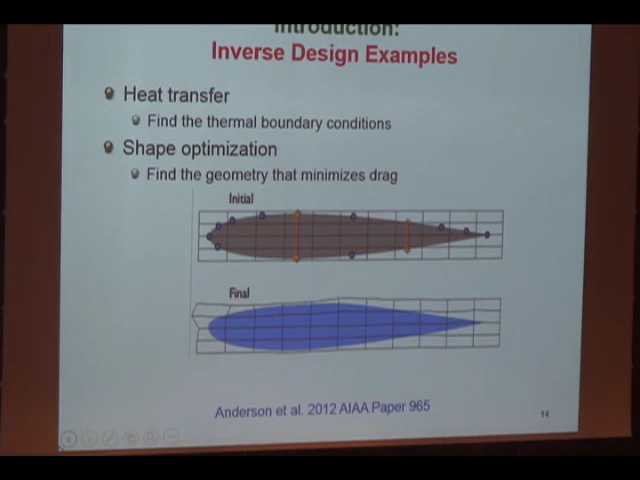 Introduction:
Inverse Design Examples
Heat transfer
Find the thermal boundary conditions
Shape optimization
Find the geometry that minimizes drag
Initial
Final
Anderson et al. 2012 AIAA Paper 965
14